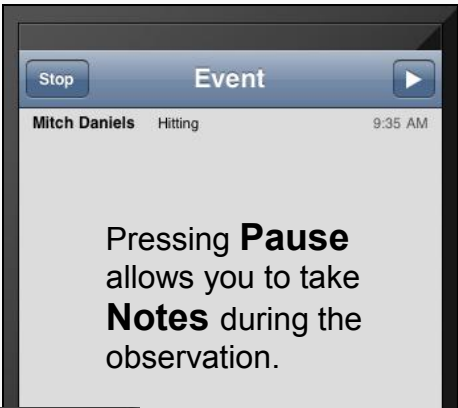 Stop Event
Mitch Daniels Hitting 9:35 AM
Pressing Pause
allows you to take
Notes during the
observation.